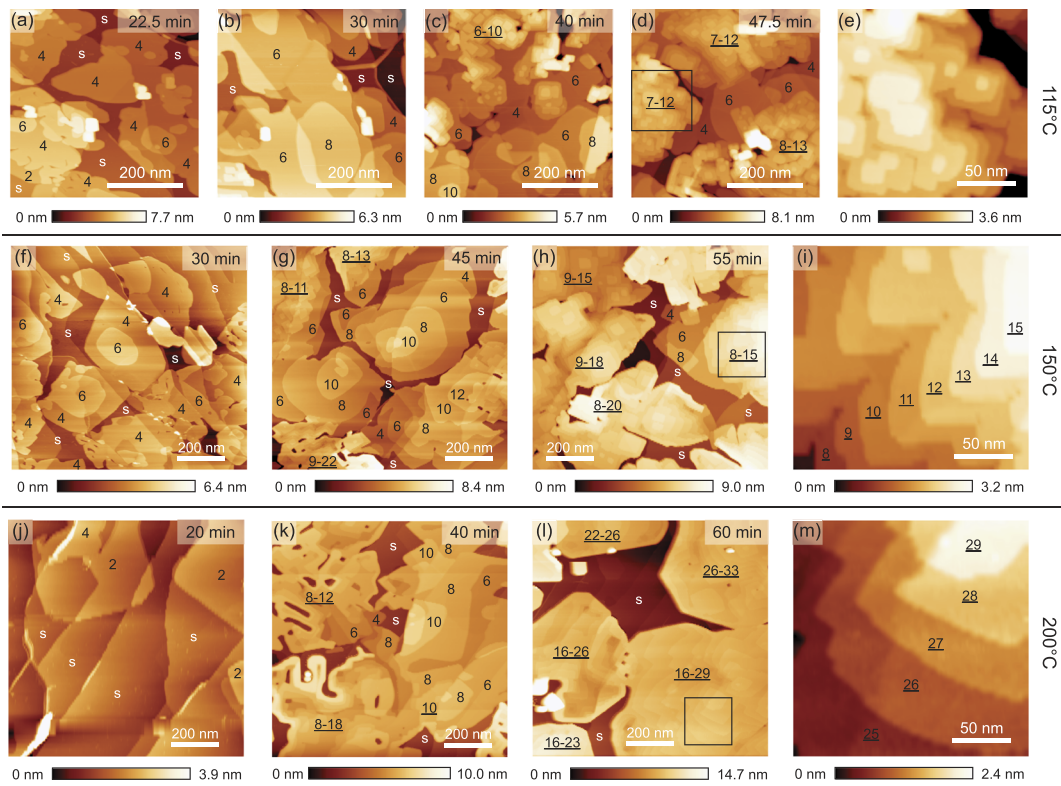 (a) 22.5 min
s
4
s
s
4
4
6
4
6
4
s
2
4
s
200 nm
0 nm 7.7 nm
(b) 30 min
4
6
s
s
s
4
6
8
6
200 nm
0 nm 6.3 nm
(c) 40 min
6-10
6
4
6
6
8
8
8
10
200 nm
0 nm 5.7 nm
(d) 47.5 min
7-12
4
7-12
6
4
8-13
200 nm
0 nm 8.1 nm
(e)
50 nm
0 nm 3.6 nm
115°C
(f) 30 min
s
s
4
4
6
s
4
6
s
4
6
4
s
4
4
s
4
4
200 nm
0 nm 6.4 nm
(g) 45 min
8-13
4
8-11
s
6
6
6
6
8
6
10
s
10
12
8
6
6
10
4
8
9-22
s
200 nm
0 nm 8.4 nm
(h) 55 min
9-15
s
4
6
8
8-15
9-18
s
8-20
s
s
200 nm
0 nm 9.0 nm
(i)
15
14
13
12
11
10
9
8
50 nm
0 nm 3.2 nm
150°C
(j) 20 min
4
2
2
s
s
s
s
2
200 nm
0 nm 3.9 nm
(k) 40 min
s
10
8
8
6
8-12
4
s
10
6
8
8
6
8
10
8-18
s
200 nm
0 nm 10.0 nm
(l) 60 min
22-26
26-33
s
16-26
16-29
16-23
s
200 nm
0 nm 14.7 nm
(m)
29
28
27
26
25
50 nm
0 nm 2.4 nm
200°C